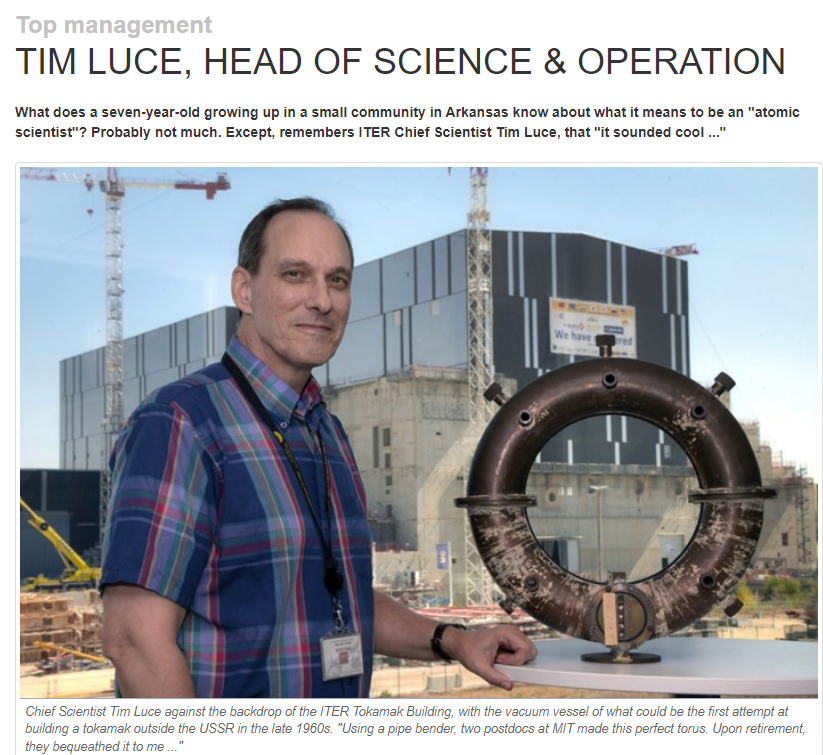 Top management
TIM LUCE, HEAD OF SCIENCE & OPERATION
What does a seven-year-old growing up in a small community in Arkansas know about what it means to be an "atomic
scientist"? Probably not much. Except, remembers ITER Chief Scientist Tim Luce, that "it sounded cool ..."
We have
Chief Scientist Tim Luce against the backdrop of the ITER Tokamak Building, with the vacuum vessel of what could be the first attempt at
building a tokamak outside the USSR in the late 1960s. "Using a pipe bender, two postdocs at MIT made this perfect torus. Upon retirement,
they bequeathed it to me ..."